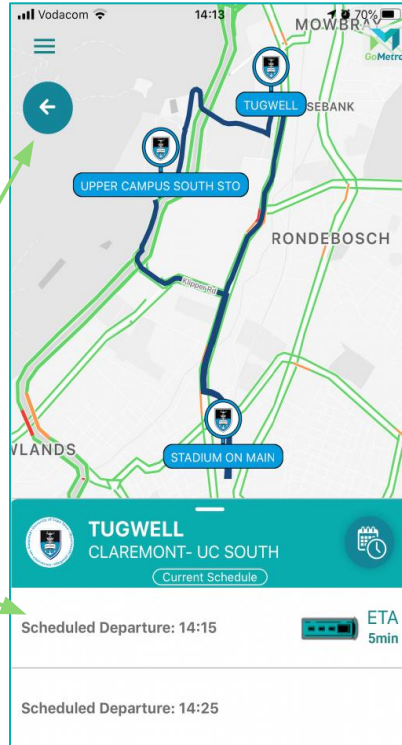 Vodacom 14:13 70%
MOWBRAY
GoMetro
TUGWELL SEBANK
UPPER CAMPUS SOUTH STO
RONDEBOSCH
Klipper Rd
WLANDS
STADIUM ON MAIN
TUGWELL
CLAREMONT- UC SOUTH
Current Schedule
Scheduled Departure: 14:15 ETA
5min
Scheduled Departure: 14:25